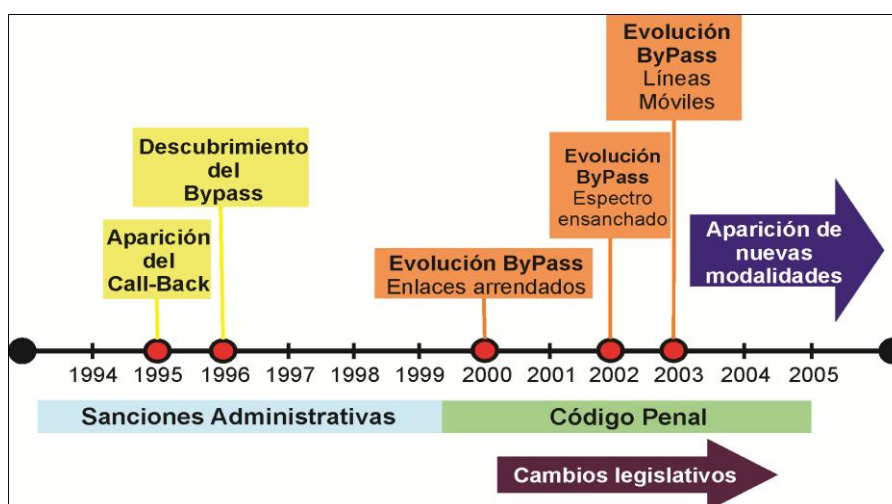 Evolución
ByPass
Líneas
Móviles
Descubrimiento
del
Bypass
Evolución
ByPass
Espectro
ensanchado
Aparición
del
Call-Back
Evolución ByPass
Enlaces arrendados
Aparición de
nuevas
modalidades
1994 1995 1996 1997 1998 1999 2000 2001 2002 2003 2004 2005
Sanciones Administrativas
Código Penal
Cambios legislativos